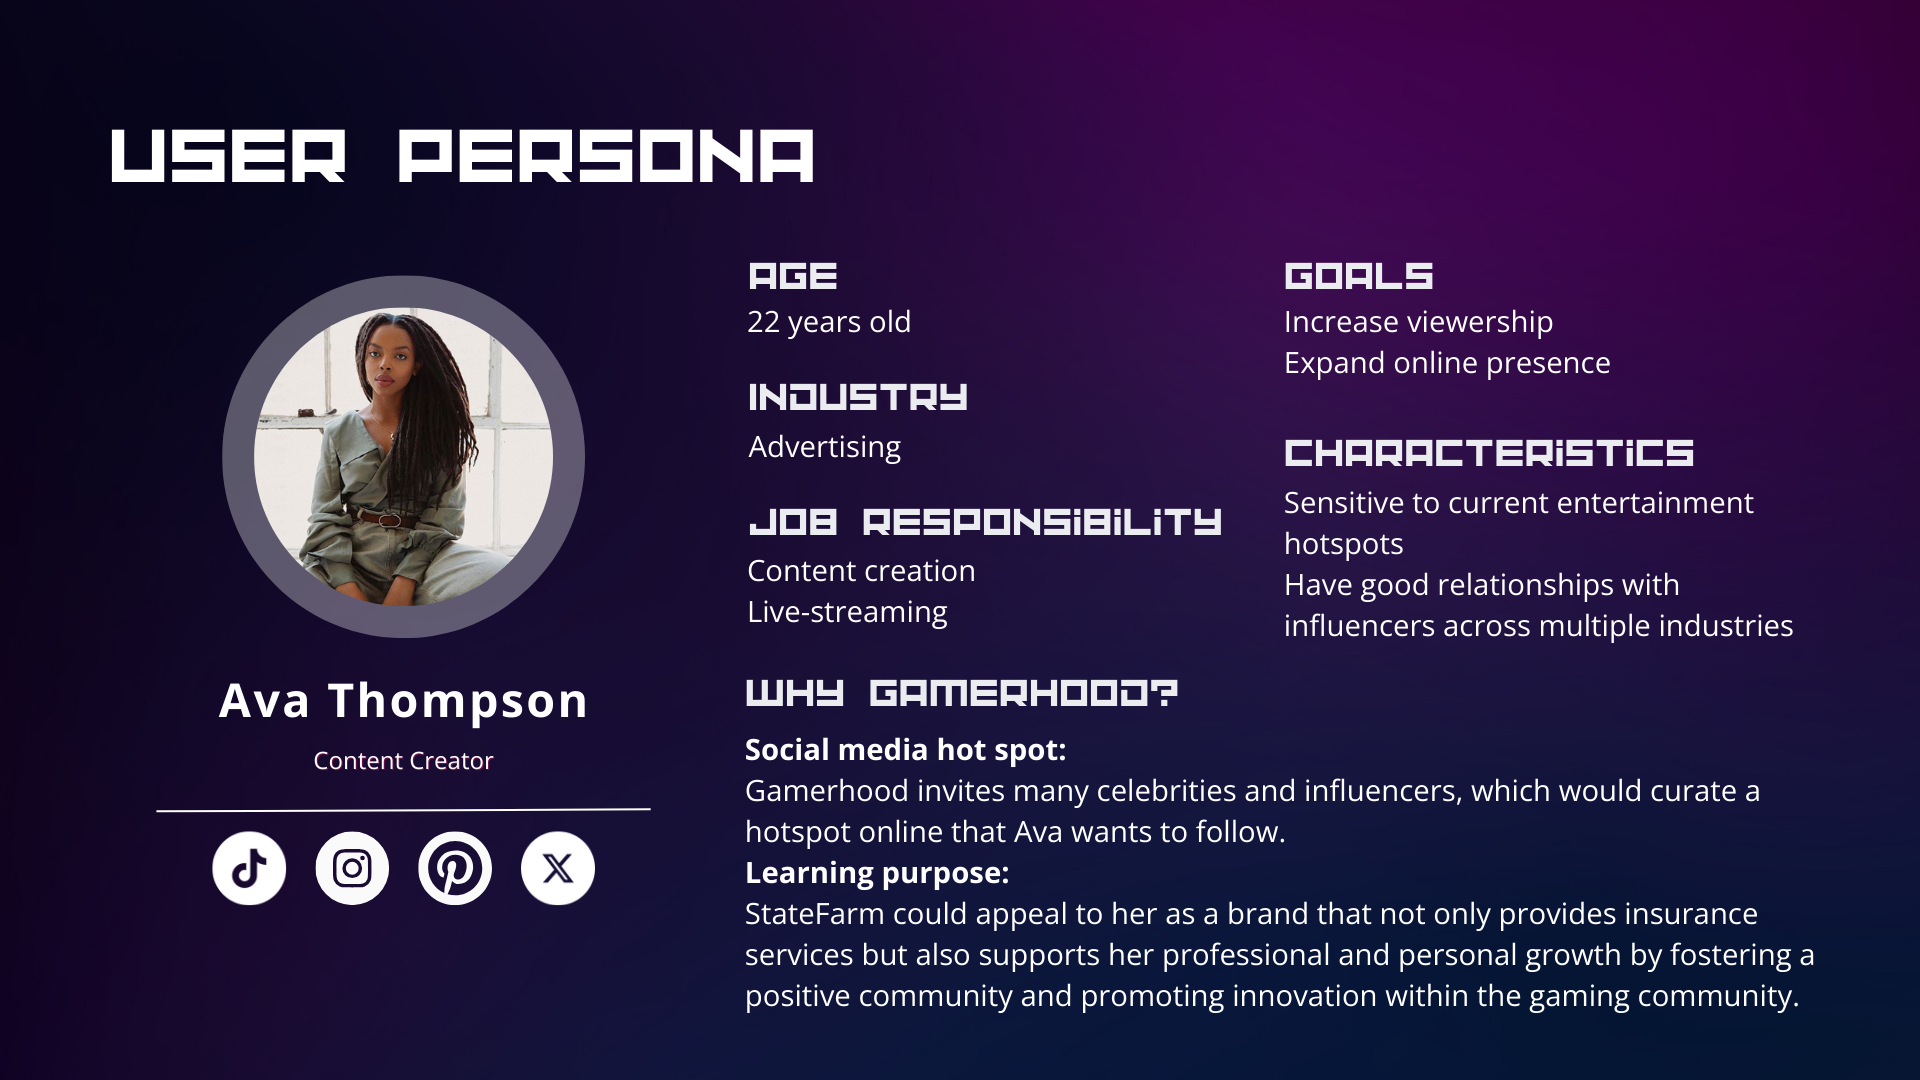 USER PERSONA
Ava Thompson
Content Creator
AGE
22 years old
INDUSTRY
Advertising
JOB RESPONSiBiLiTY
Content creation
Live-streaming
GOALS
Increase viewership
Expand online presence
CHARACTERiSTiCS
Sensitive to current entertainment
hotspots
Have good relationships with
influencers across multiple industries
WHY GAMERHOOD?
Social media hot spot:
Gamerhood invites many celebrities and influencers, which would curate a
hotspot online that Ava wants to follow.
Learning purpose:
StateFarm could appeal to her as a brand that not only provides insurance
services but also supports her professional and personal growth by fostering a
positive community and promoting innovation within the gaming community.